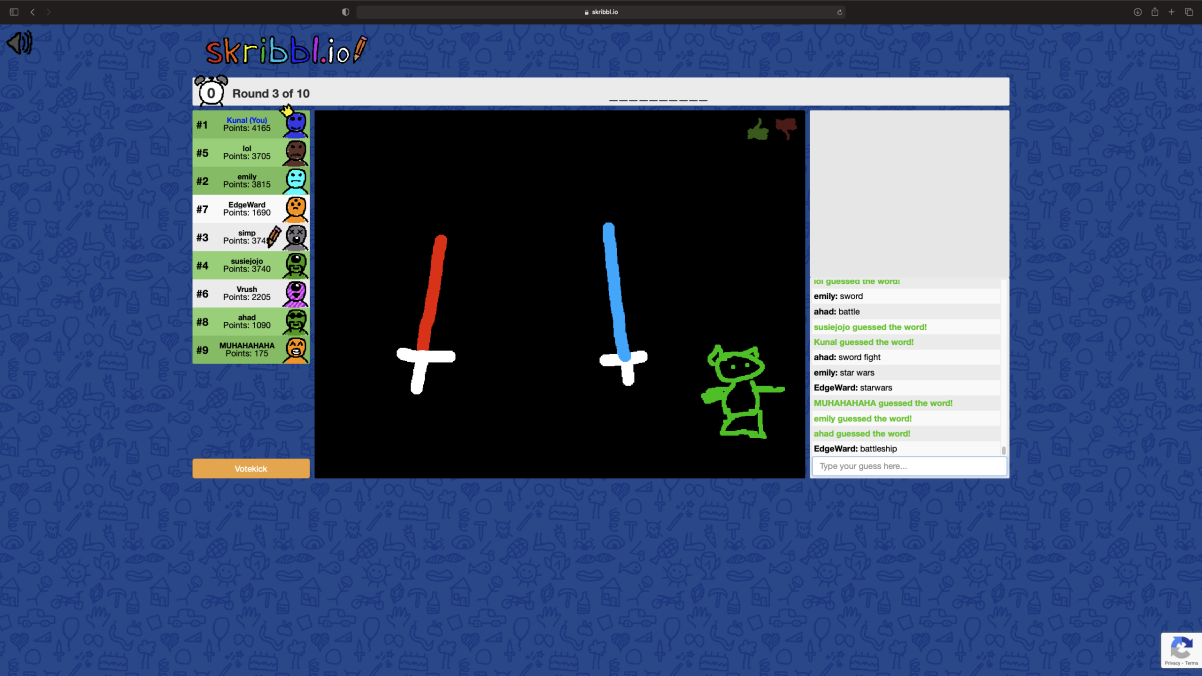 skribbl.io
skribbl.io
0
Round 3 of 10
__________
#1
Kunal (You)
Points: 4165
#5
lol
Points: 3705
#2
emily
Points: 3815
#7
EdgeWard
Points: 1690
#3
simp
#4
susiejojo
Points: 3740
#6
Vrush
Points: 2205
#8
ahad
Points: 1090
#9
MUHAHAHAHA
Points: 175
Votekick
lol guessed the word!
emily: sword
ahad: battle
susiejojo guessed the word!
Kunal guessed the word!
ahad: sword fight
emily: star wars
EdgeWard: starwars
MUHAHAHAHA guessed the word!
emily guessed the word!
ahad guessed the word!
EdgeWard: battleship
Type your guess here...
Privacy - Terms